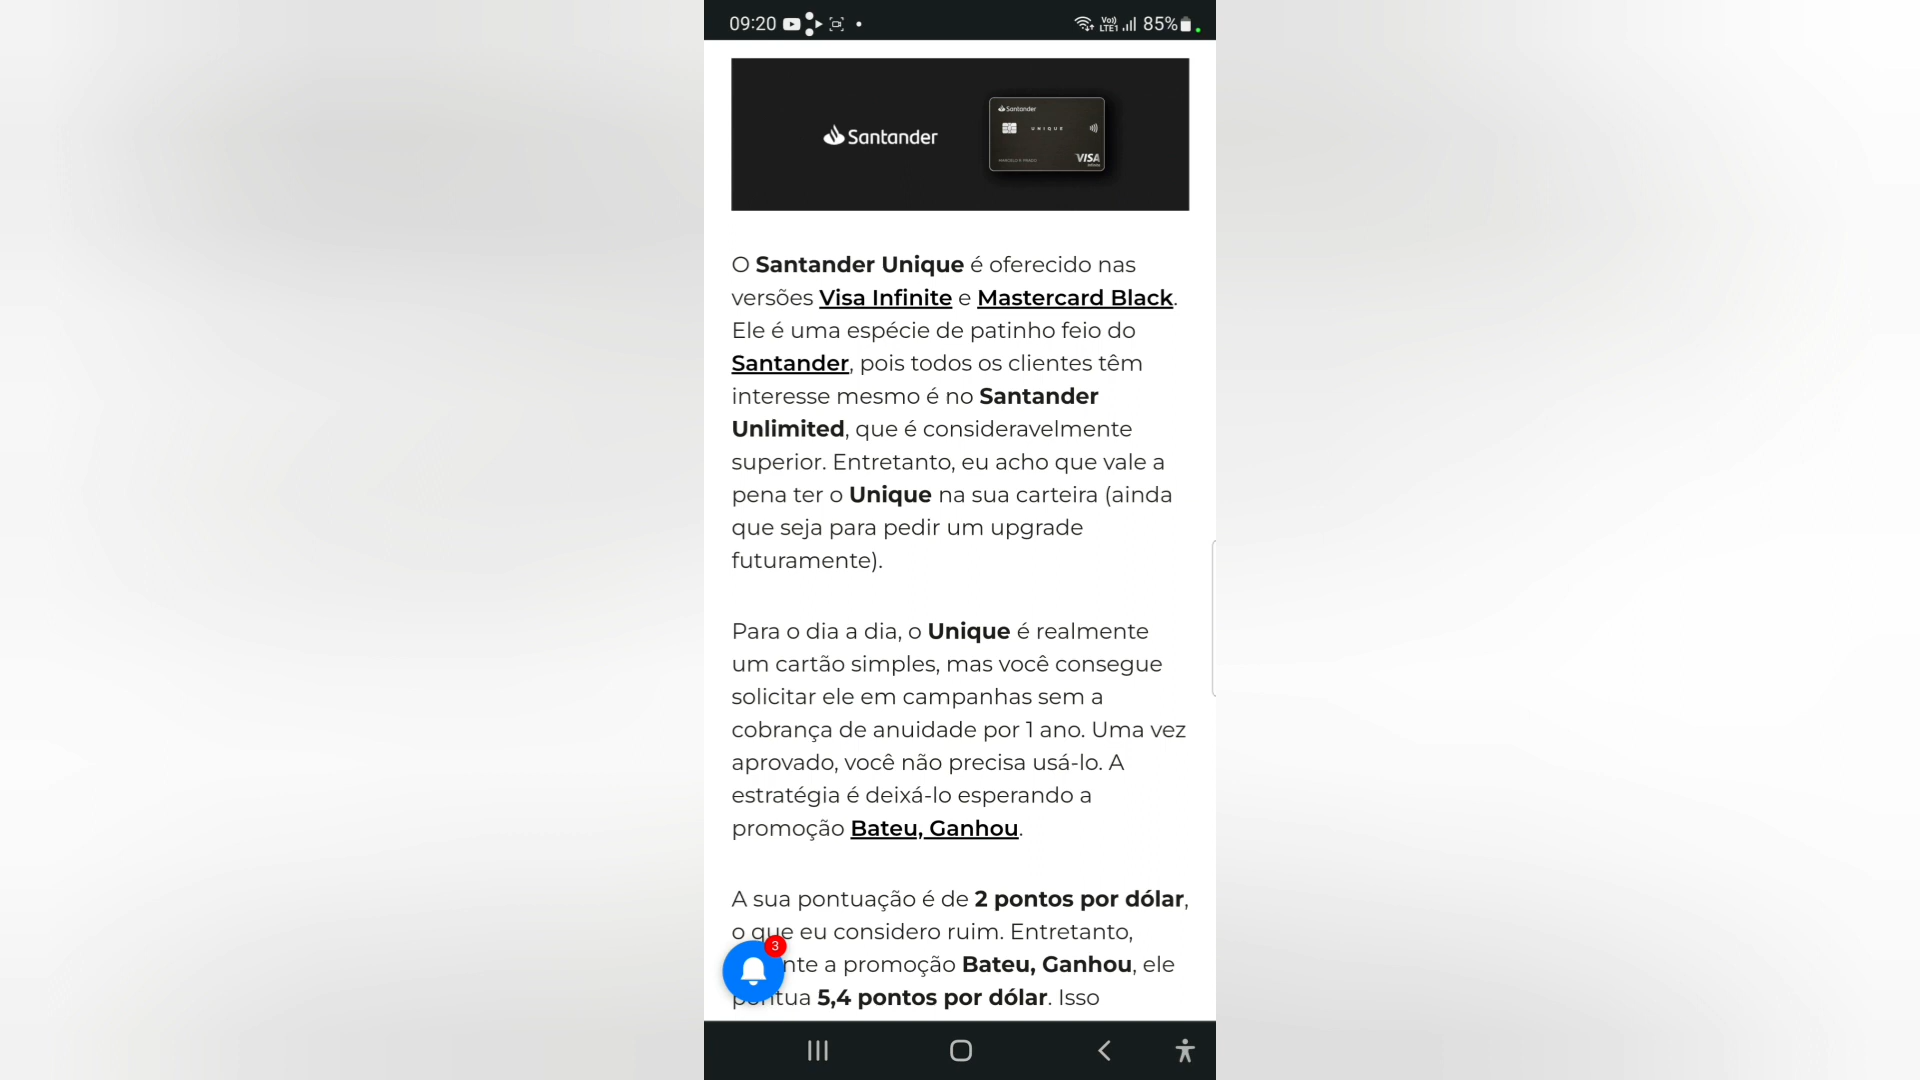 09:20
Vo))
LTE1
85%
Santander
Santander
UNIQUE
VISA
Infinite
O Santander Unique é oferecido nas
versões Visa Infinite e Mastercard Black.
Ele é uma espécie de patinho feio do
Santander, pois todos os clientes têm
interesse mesmo é no Santander
Unlimited, que é consideravelmente
superior. Entretanto, eu acho que vale a
pena ter o Unique na sua carteira (ainda
que seja para pedir um upgrade
futuramente).
Para o dia a dia, o Unique é realmente
um cartão simples, mas você consegue
solicitar ele em campanhas sem a
cobrança de anuidade por 1 ano. Uma vez
aprovado, você não precisa usá-lo. A
estratégia é deixá-lo esperando a
promoção Bateu, Ganhou.
A sua pontuação é de 2 pontos por dólar,
o que eu considero ruim. Entretanto,
nte a promoção Bateu, Ganhou, ele
pontua 5,4 pontos por dólar. Isso
3